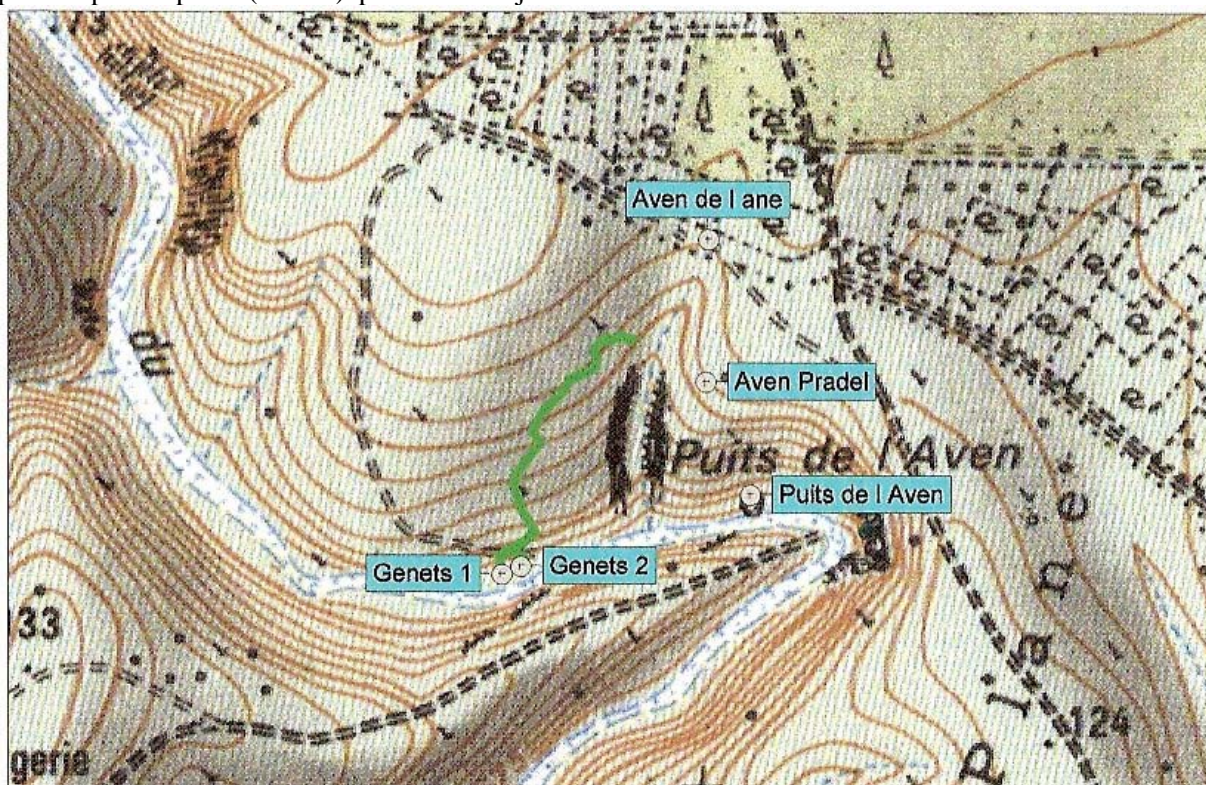 Aven de l ane
du
Aven Pradel
Puits de l'Aven
Puits de l Aven
Genets 1
Genets 2
33
124
gerie